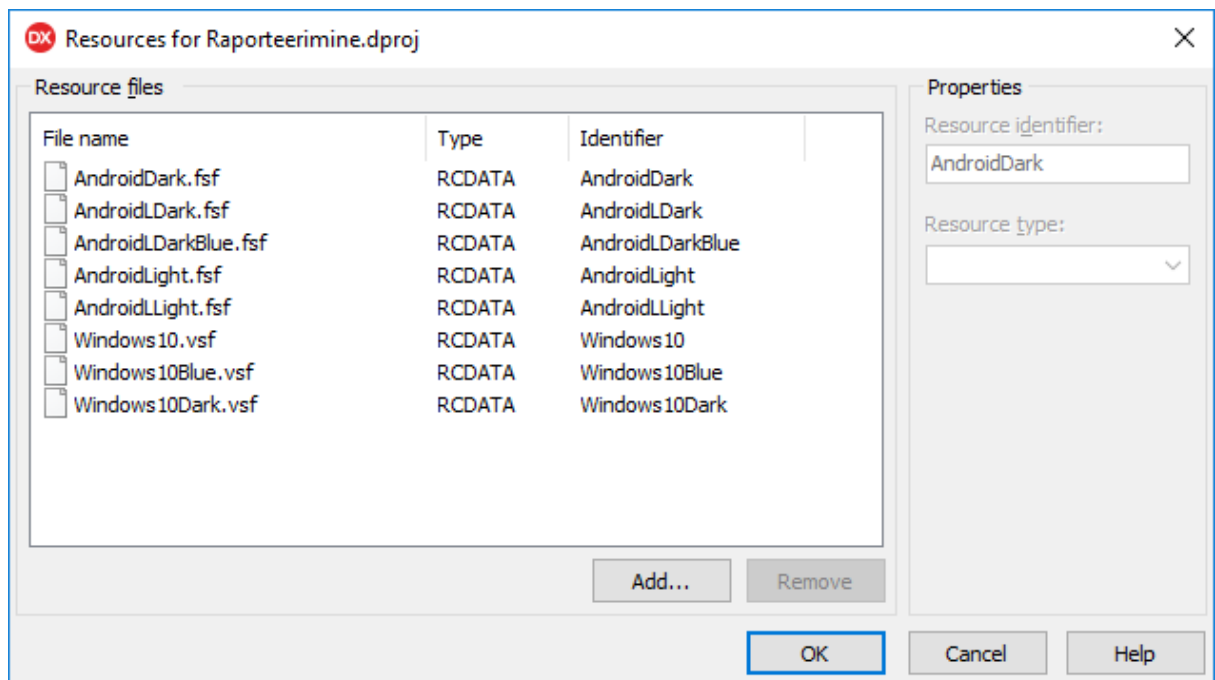 DX Resources for Raporteerimine.dproj
Resource files
File name Type Identifier
AndroidDark.fsf RCDATA AndroidDark
AndroidLDark.fsf RCDATA AndroidLDark
AndroidLDarkBlue.fsf RCDATA AndroidLDarkBlue
AndroidLight.fsf RCDATA AndroidLight
AndroidLLight.fsf RCDATA AndroidLLight
Windows10.vsf RCDATA Windows10
Windows10Blue.vsf RCDATA Windows10Blue
Windows10Dark.vsf RCDATA Windows10Dark
Add... Remove
Properties
Resource identifier:
AndroidDark
Resource type:
OK Cancel Help